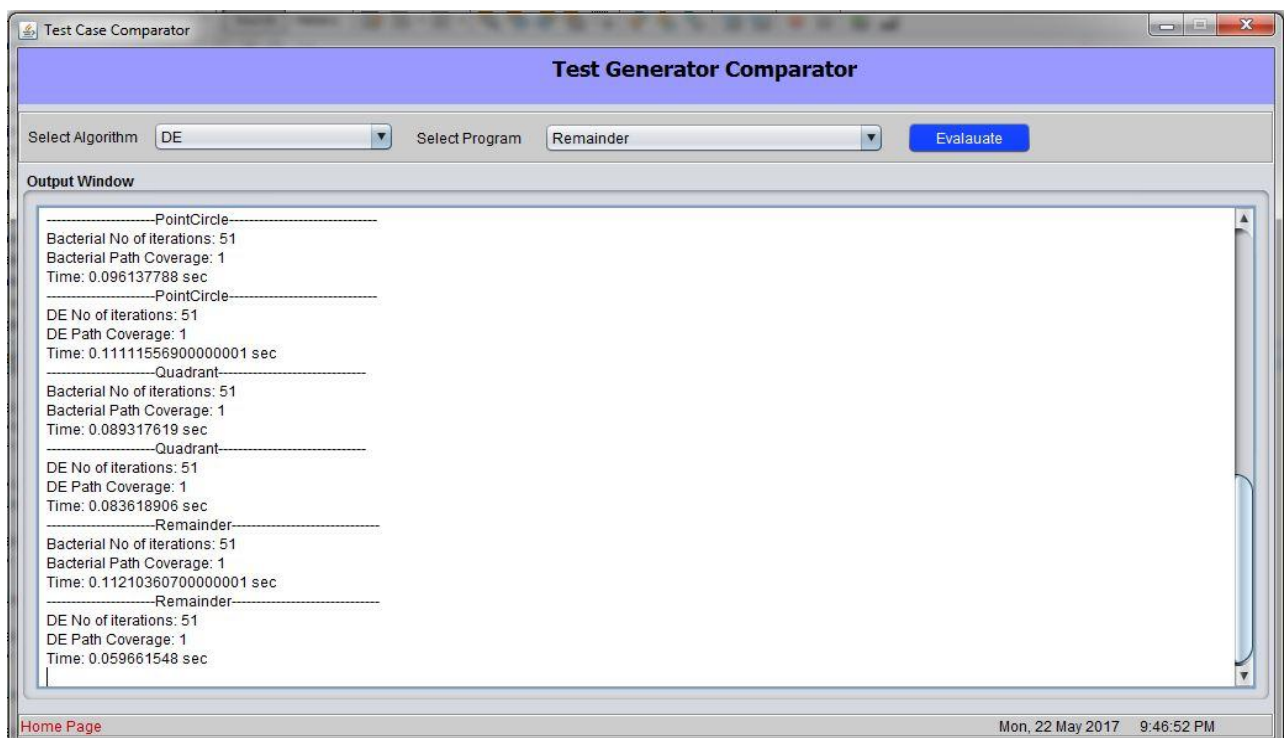 Test Case Comparator
Test Generator Comparator
Select Algorithm DE Select Program Remainder Evalauate
Output Window
----------------------PointCircle------------------------------
Bacterial No of iterations: 51
Bacterial Path Coverage: 1
Time: 0.096137788 sec
----------------------PointCircle------------------------------
DE No of iterations: 51
DE Path Coverage: 1
Time: 0.11111556900000001 sec
----------------------Quadrant------------------------------
Bacterial No of iterations: 51
Bacterial Path Coverage: 1
Time: 0.089317619 sec
----------------------Quadrant------------------------------
DE No of iterations: 51
DE Path Coverage: 1
Time: 0.083618906 sec
----------------------Remainder------------------------------
Bacterial No of iterations: 51
Bacterial Path Coverage: 1
Time: 0.11210360700000001 sec
----------------------Remainder------------------------------
DE No of iterations: 51
DE Path Coverage: 1
Time: 0.059661548 sec
Home Page Mon, 22 May 2017 9:46:52 PM